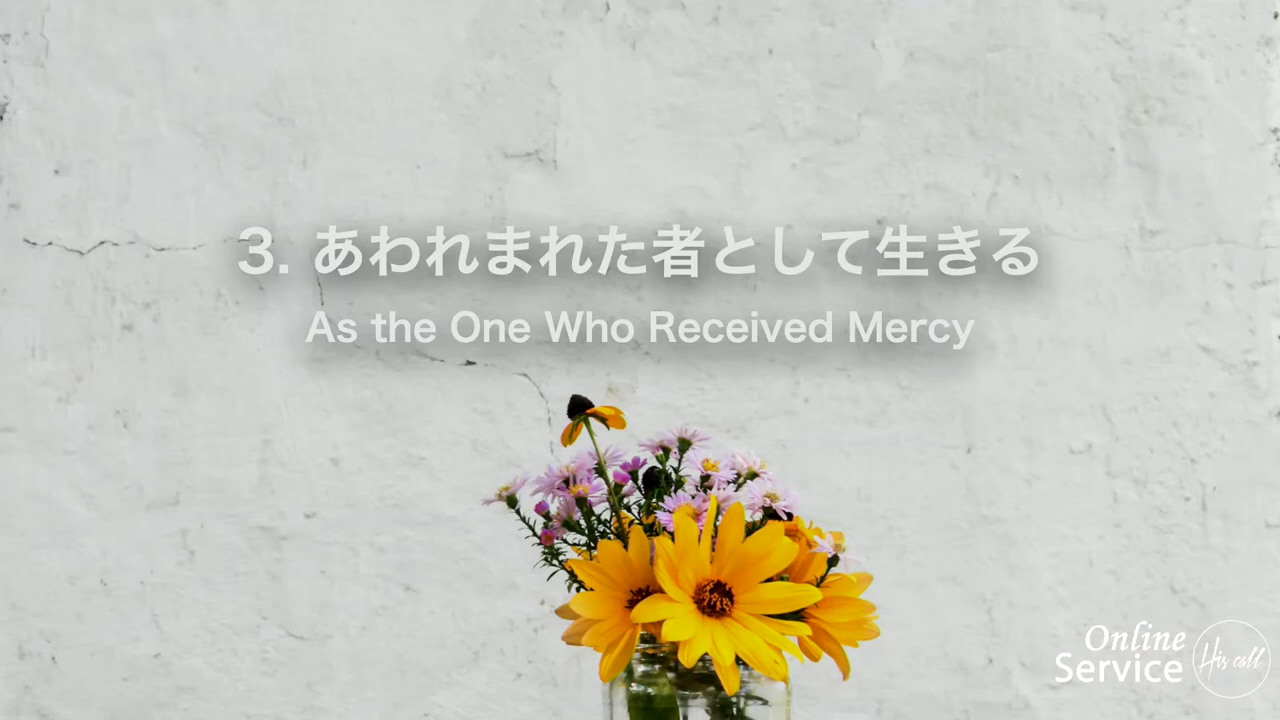 3. あわれまれた者として生きる
As the One Who Received Mercy
Online
Service
His call